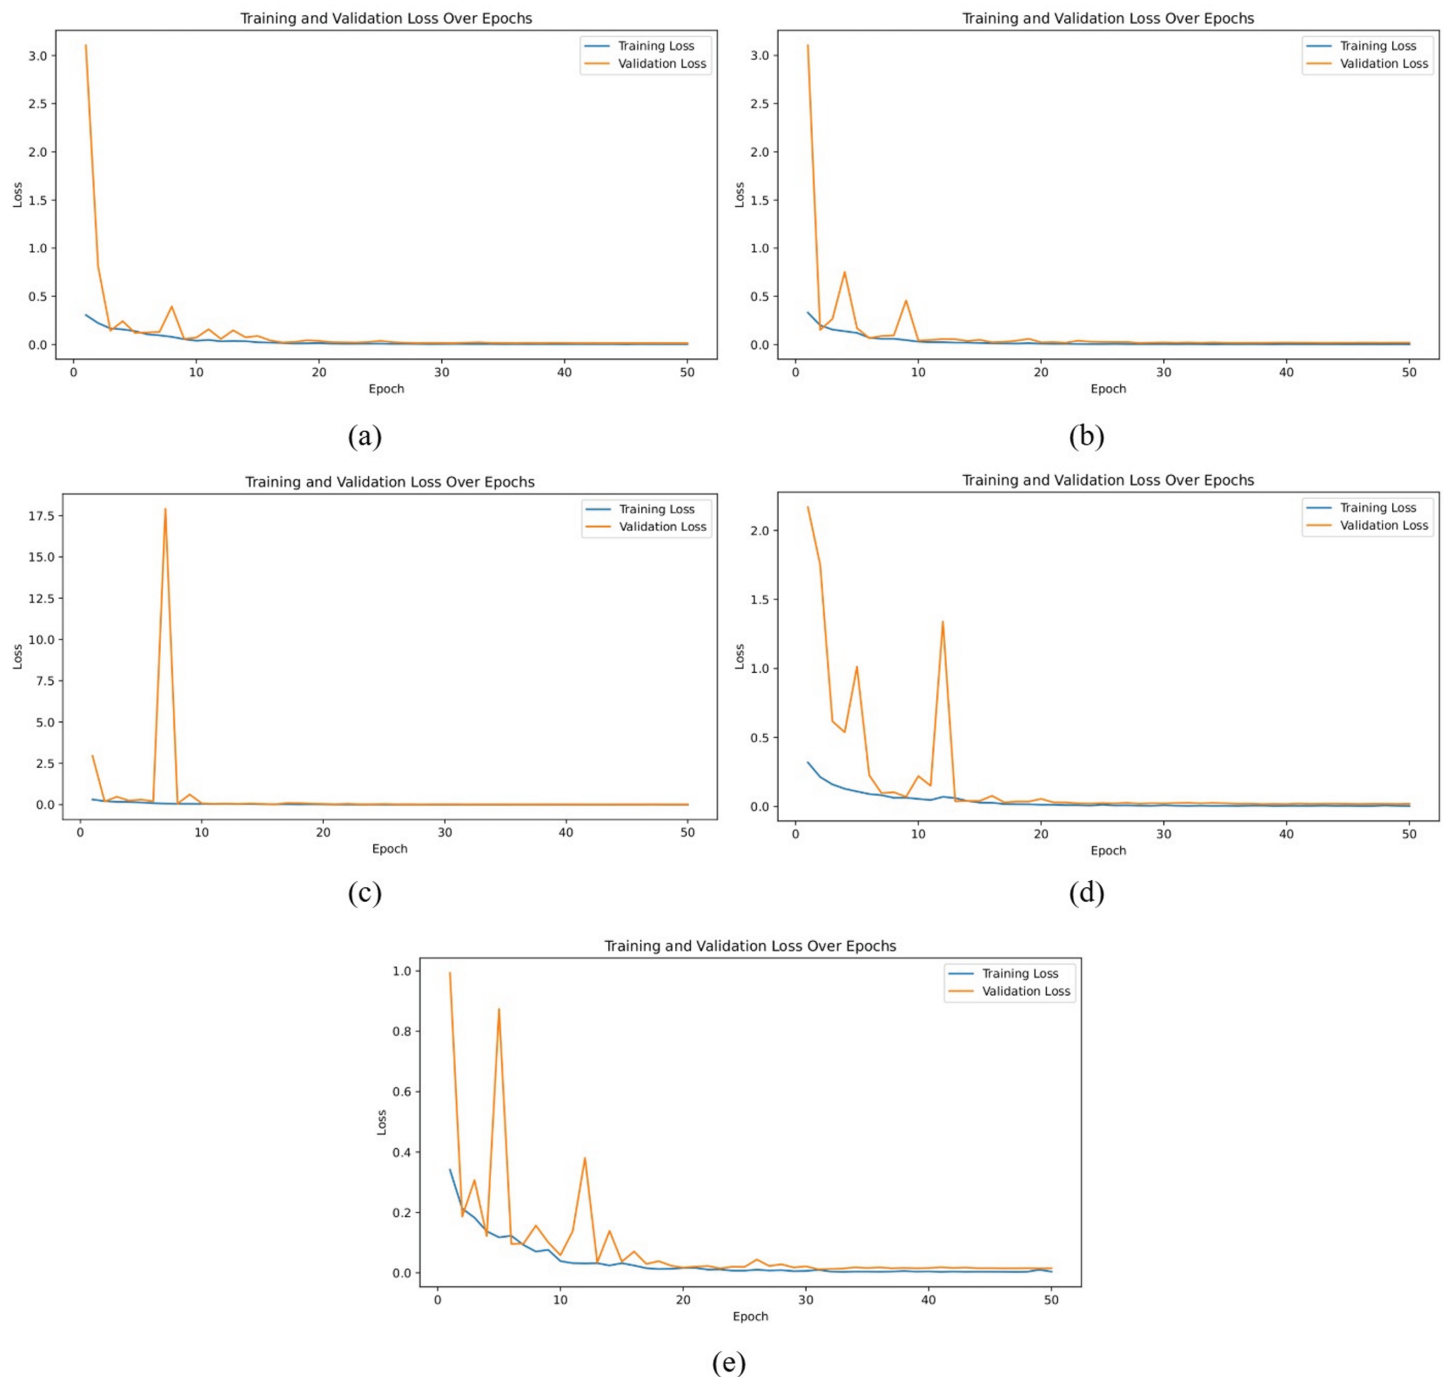 Training and Validation Loss Over Epochs
Training Loss
Validation Loss
3.0
2.5
2.0
1.5
1.0
0.5
0.0
Loss
0 10 20 30 40 50
Epoch
(a)
Training and Validation Loss Over Epochs
Training Loss
Validation Loss
3.0
2.5
2.0
1.5
1.0
0.5
0.0
Loss
0 10 20 30 40 50
Epoch
(b)
Training and Validation Loss Over Epochs
Training Loss
Validation Loss
17.5
15.0
12.5
10.0
7.5
5.0
2.5
0.0
Loss
0 10 20 30 40 50
Epoch
(c)
Training and Validation Loss Over Epochs
Training Loss
Validation Loss
2.0
1.5
1.0
0.5
0.0
Loss
0 10 20 30 40 50
Epoch
(d)
Training and Validation Loss Over Epochs
Training Loss
Validation Loss
1.0
0.8
0.6
0.4
0.2
0.0
Loss
0 10 20 30 40 50
Epoch
(e)